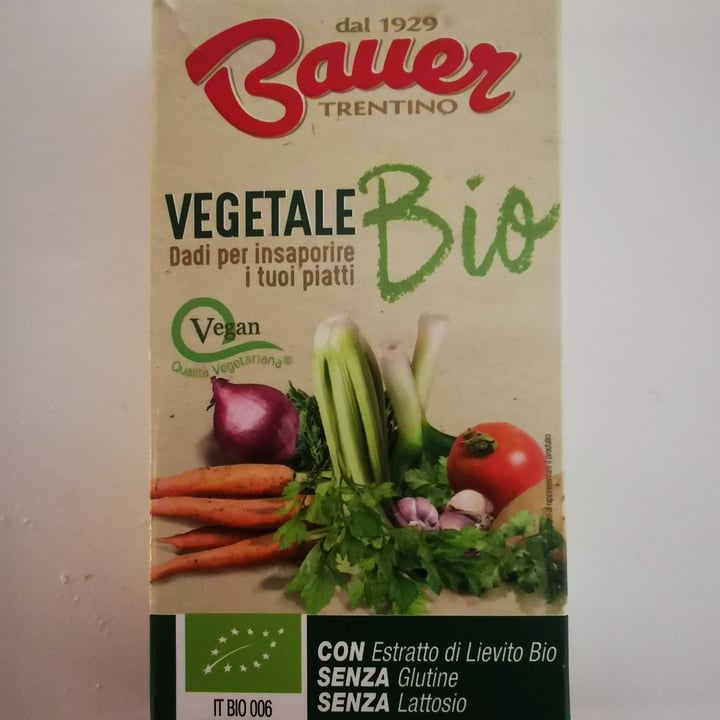 dal 1929
Bauer
TRENTINO
VEGETALE Bio
Dadi per insaporire
i tuoi piatti
Vegan
Qualità Vegetariana®
CON Estratto di Lievito Bio
SENZA Glutine
SENZA Lattosio
IT BIO 006